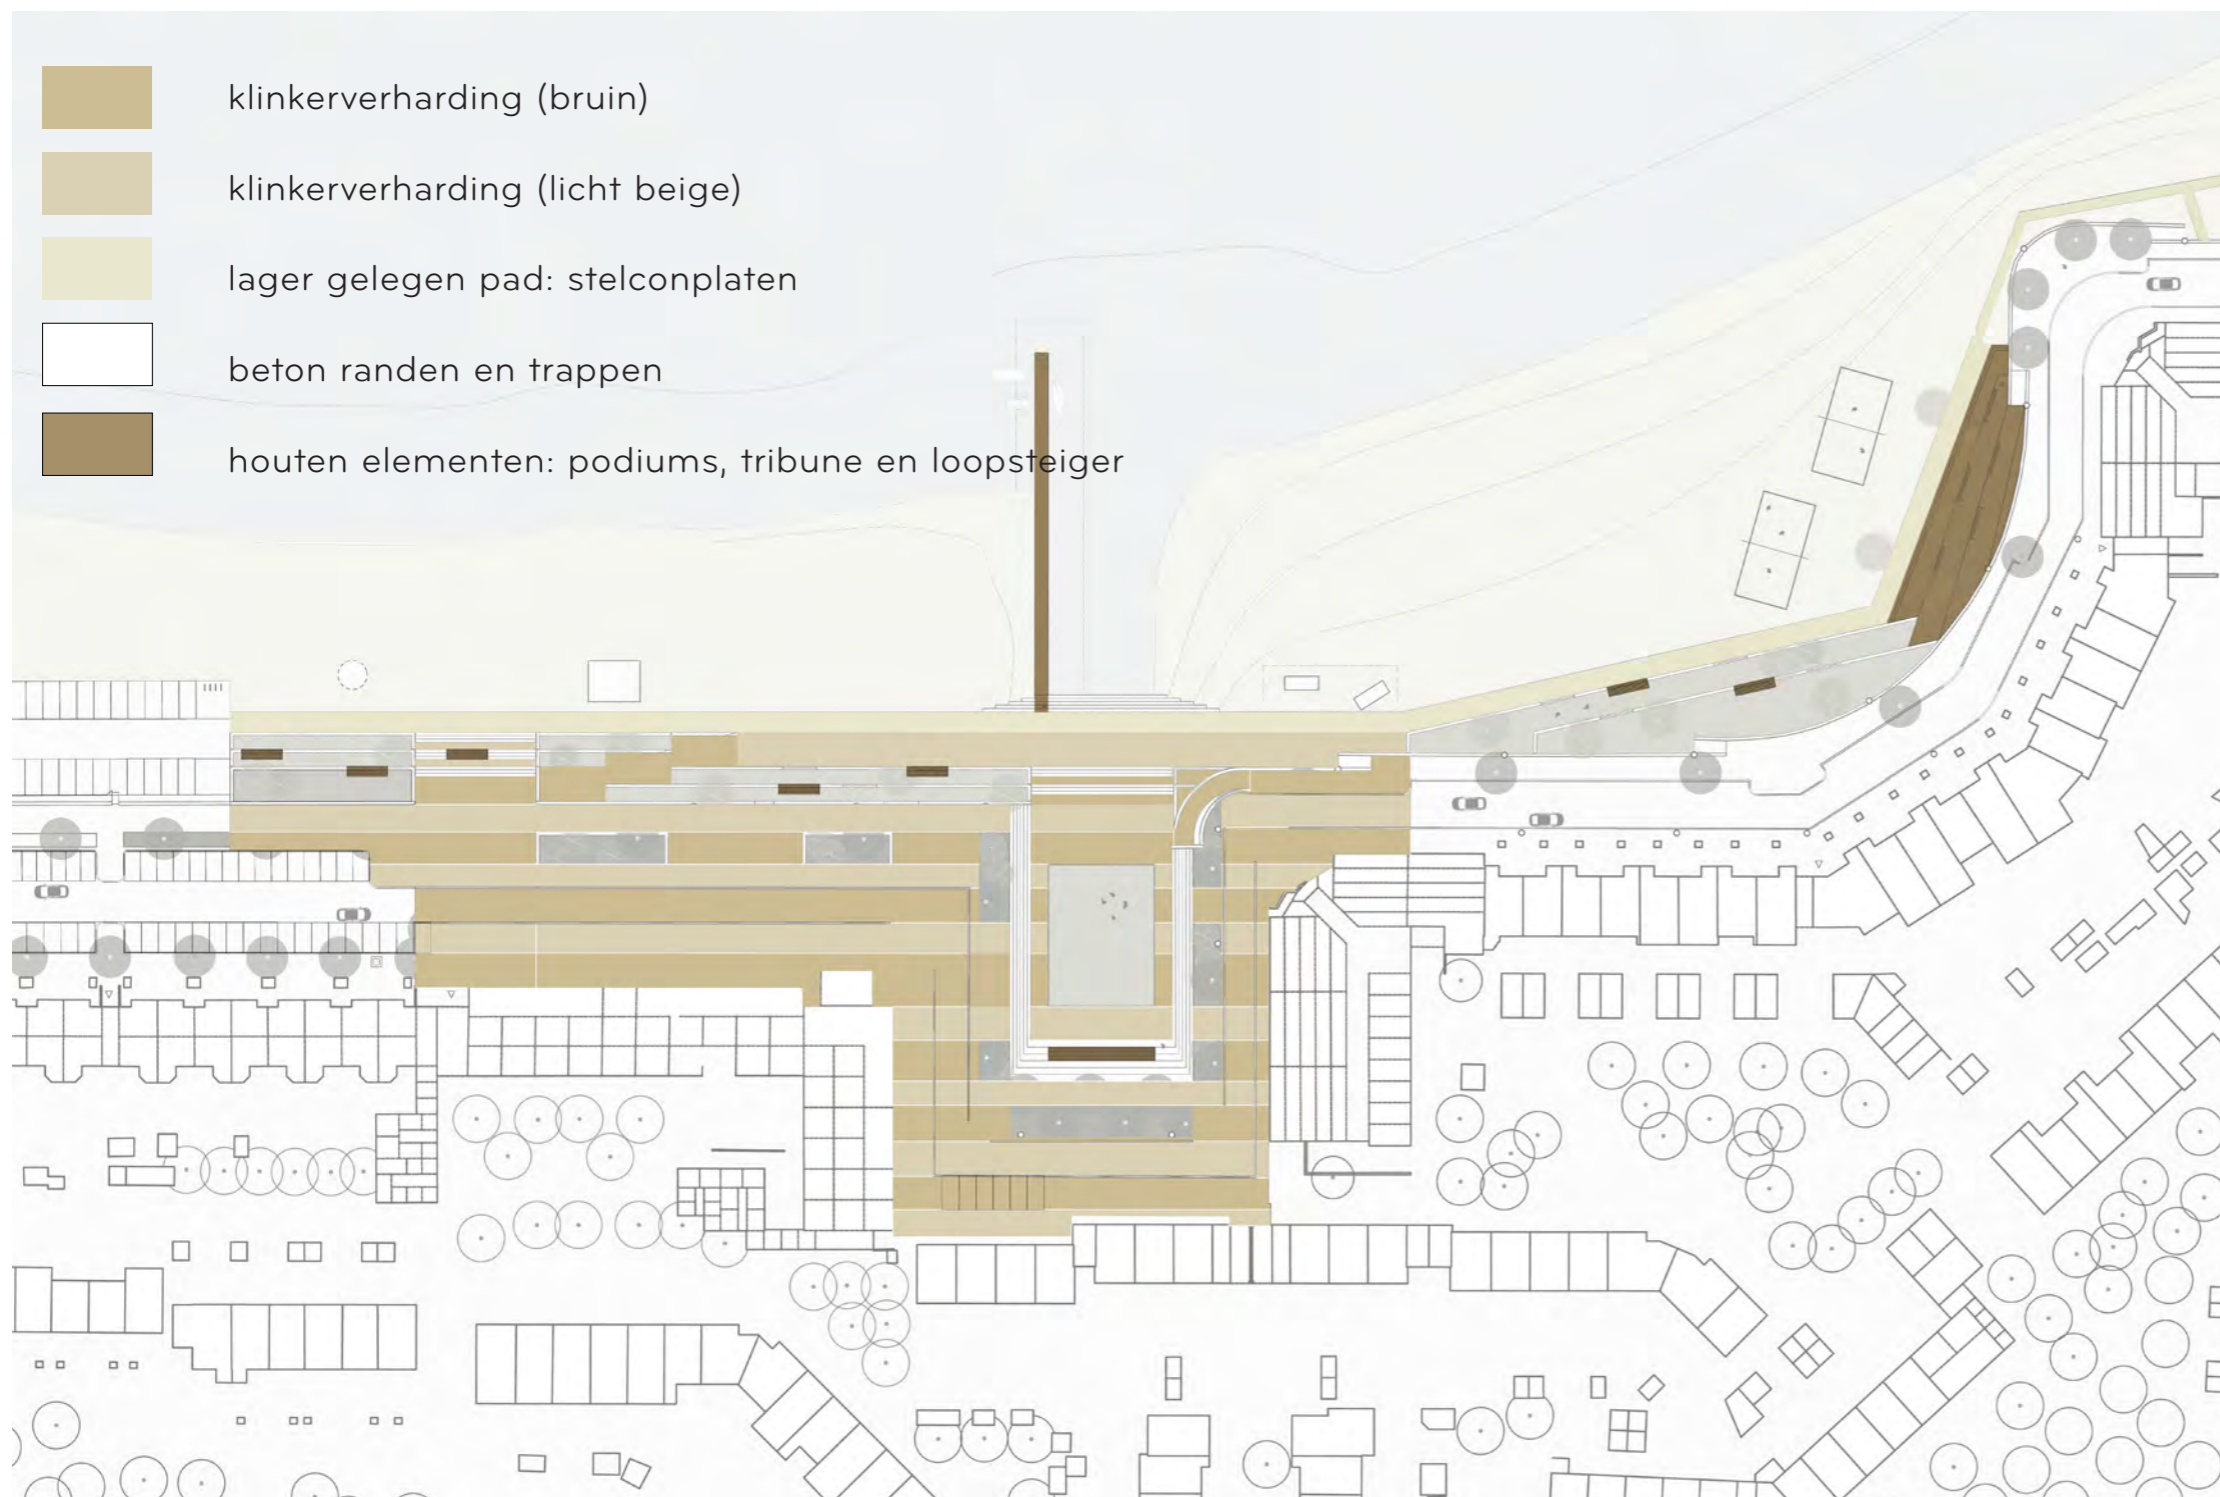 klinkerverharding (bruin)
klinkerverharding (licht beige)
lager gelegen pad: stelconplaten
beton randen en trappen
houten elementen: podiums, tribune en loopsteiger